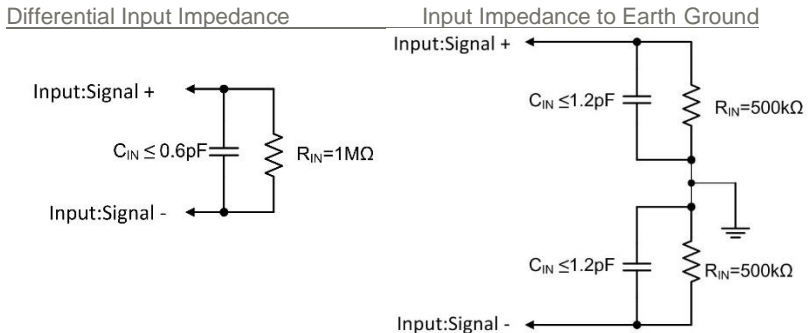 Differential Input Impedance
Input:Signal +
C_IN ≤ 0.6pF
R_IN=1MΩ
Input:Signal -
Input Impedance to Earth Ground
Input:Signal +
C_IN ≤1.2pF
R_IN=500kΩ
C_IN ≤1.2pF
R_IN=500kΩ
Input:Signal -